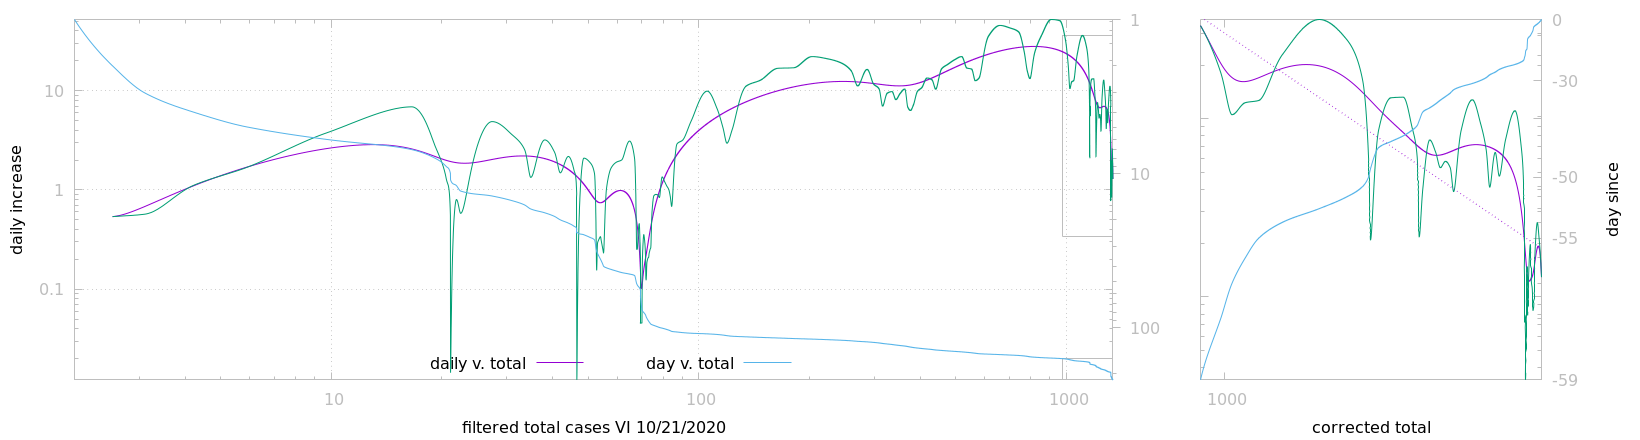 daily increase
10
1
0.1
10
100
1000
1
10
100
daily v. total
day v. total
filtered total cases VI 10/21/2020
1000
0
-30
-50
-55
-59
day since
corrected total